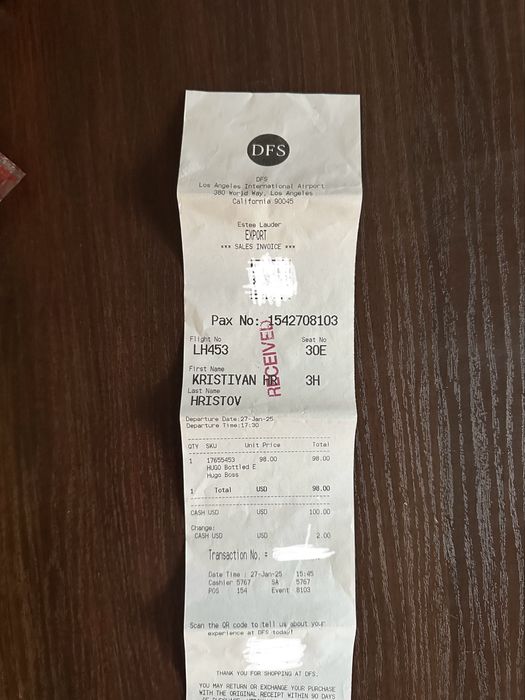 DFS
DFS
Los Angeles International Airport
380 World Way, Los Angeles
California 90045
Estee Lauder
EXPORT
*** SALES INVOICE ***
Pax No: 1542708103
RECEIVED
Flight No Seat No
LH453 30E
First Name
KRISTIYAN HR 3H
Last Name
HRISTOV
Departure Date:27-Jan-25
Departure Time:17:30
QTY SKU Unit Price Total
1 17655453 98.00 98.00
HUGO Bottled E
Hugo Boss
1 Total USD 98.00
CASH USD USD 100.00
Change:
CASH USD USD 2.00
Transaction No. :
Date Time : 27-Jan-25 15:45
Cashier 5767 SA 5767
POS 154 Event 8103
Scan the QR code to tell us about your
experience at DFS today!
THANK YOU FOR SHOPPING AT DFS.
YOU MAY RETURN OR EXCHANGE YOUR PURCHASE
WITH THE ORIGINAL RECEIPT WITHIN 90 DAYS